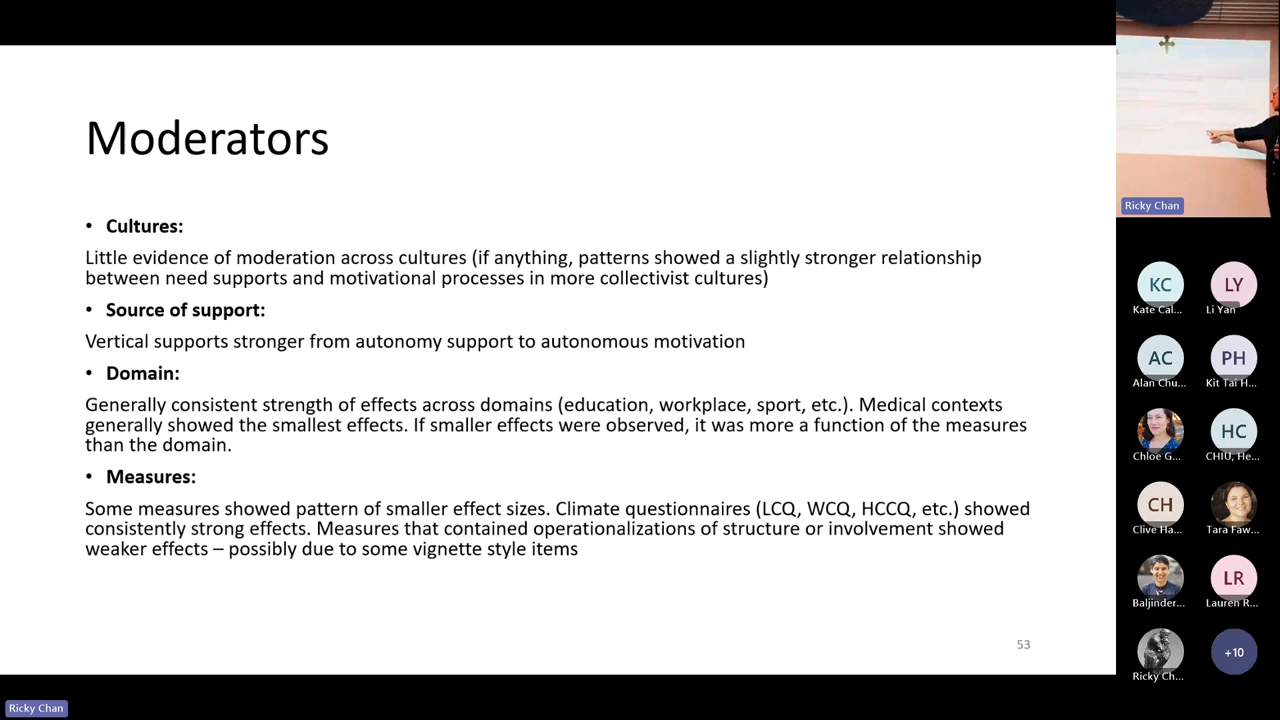 Moderators
• Cultures:
Little evidence of moderation across cultures (if anything, patterns showed a slightly stronger relationship
between need supports and motivational processes in more collectivist cultures)
• Source of support:
Vertical supports stronger from autonomy support to autonomous motivation
• Domain:
Generally consistent strength of effects across domains (education, workplace, sport, etc.). Medical contexts
generally showed the smallest effects. If smaller effects were observed, it was more a function of the measures
than the domain.
• Measures:
Some measures showed pattern of smaller effect sizes. Climate questionnaires (LCQ, WCQ, HCCQ, etc.) showed
consistently strong effects. Measures that contained operationalizations of structure or involvement showed
weaker effects – possibly due to some vignette style items
53
Ricky Chan
Ricky Chan
KC
Kate Cal...
LY
Li Yan
AC
Alan Chu...
PH
Kit Tai H...
Chloe G...
HC
CHIU, He...
CH
Clive Ha...
Tara Faw...
Baljinder...
LR
Lauren R...
Ricky Ch...
+10